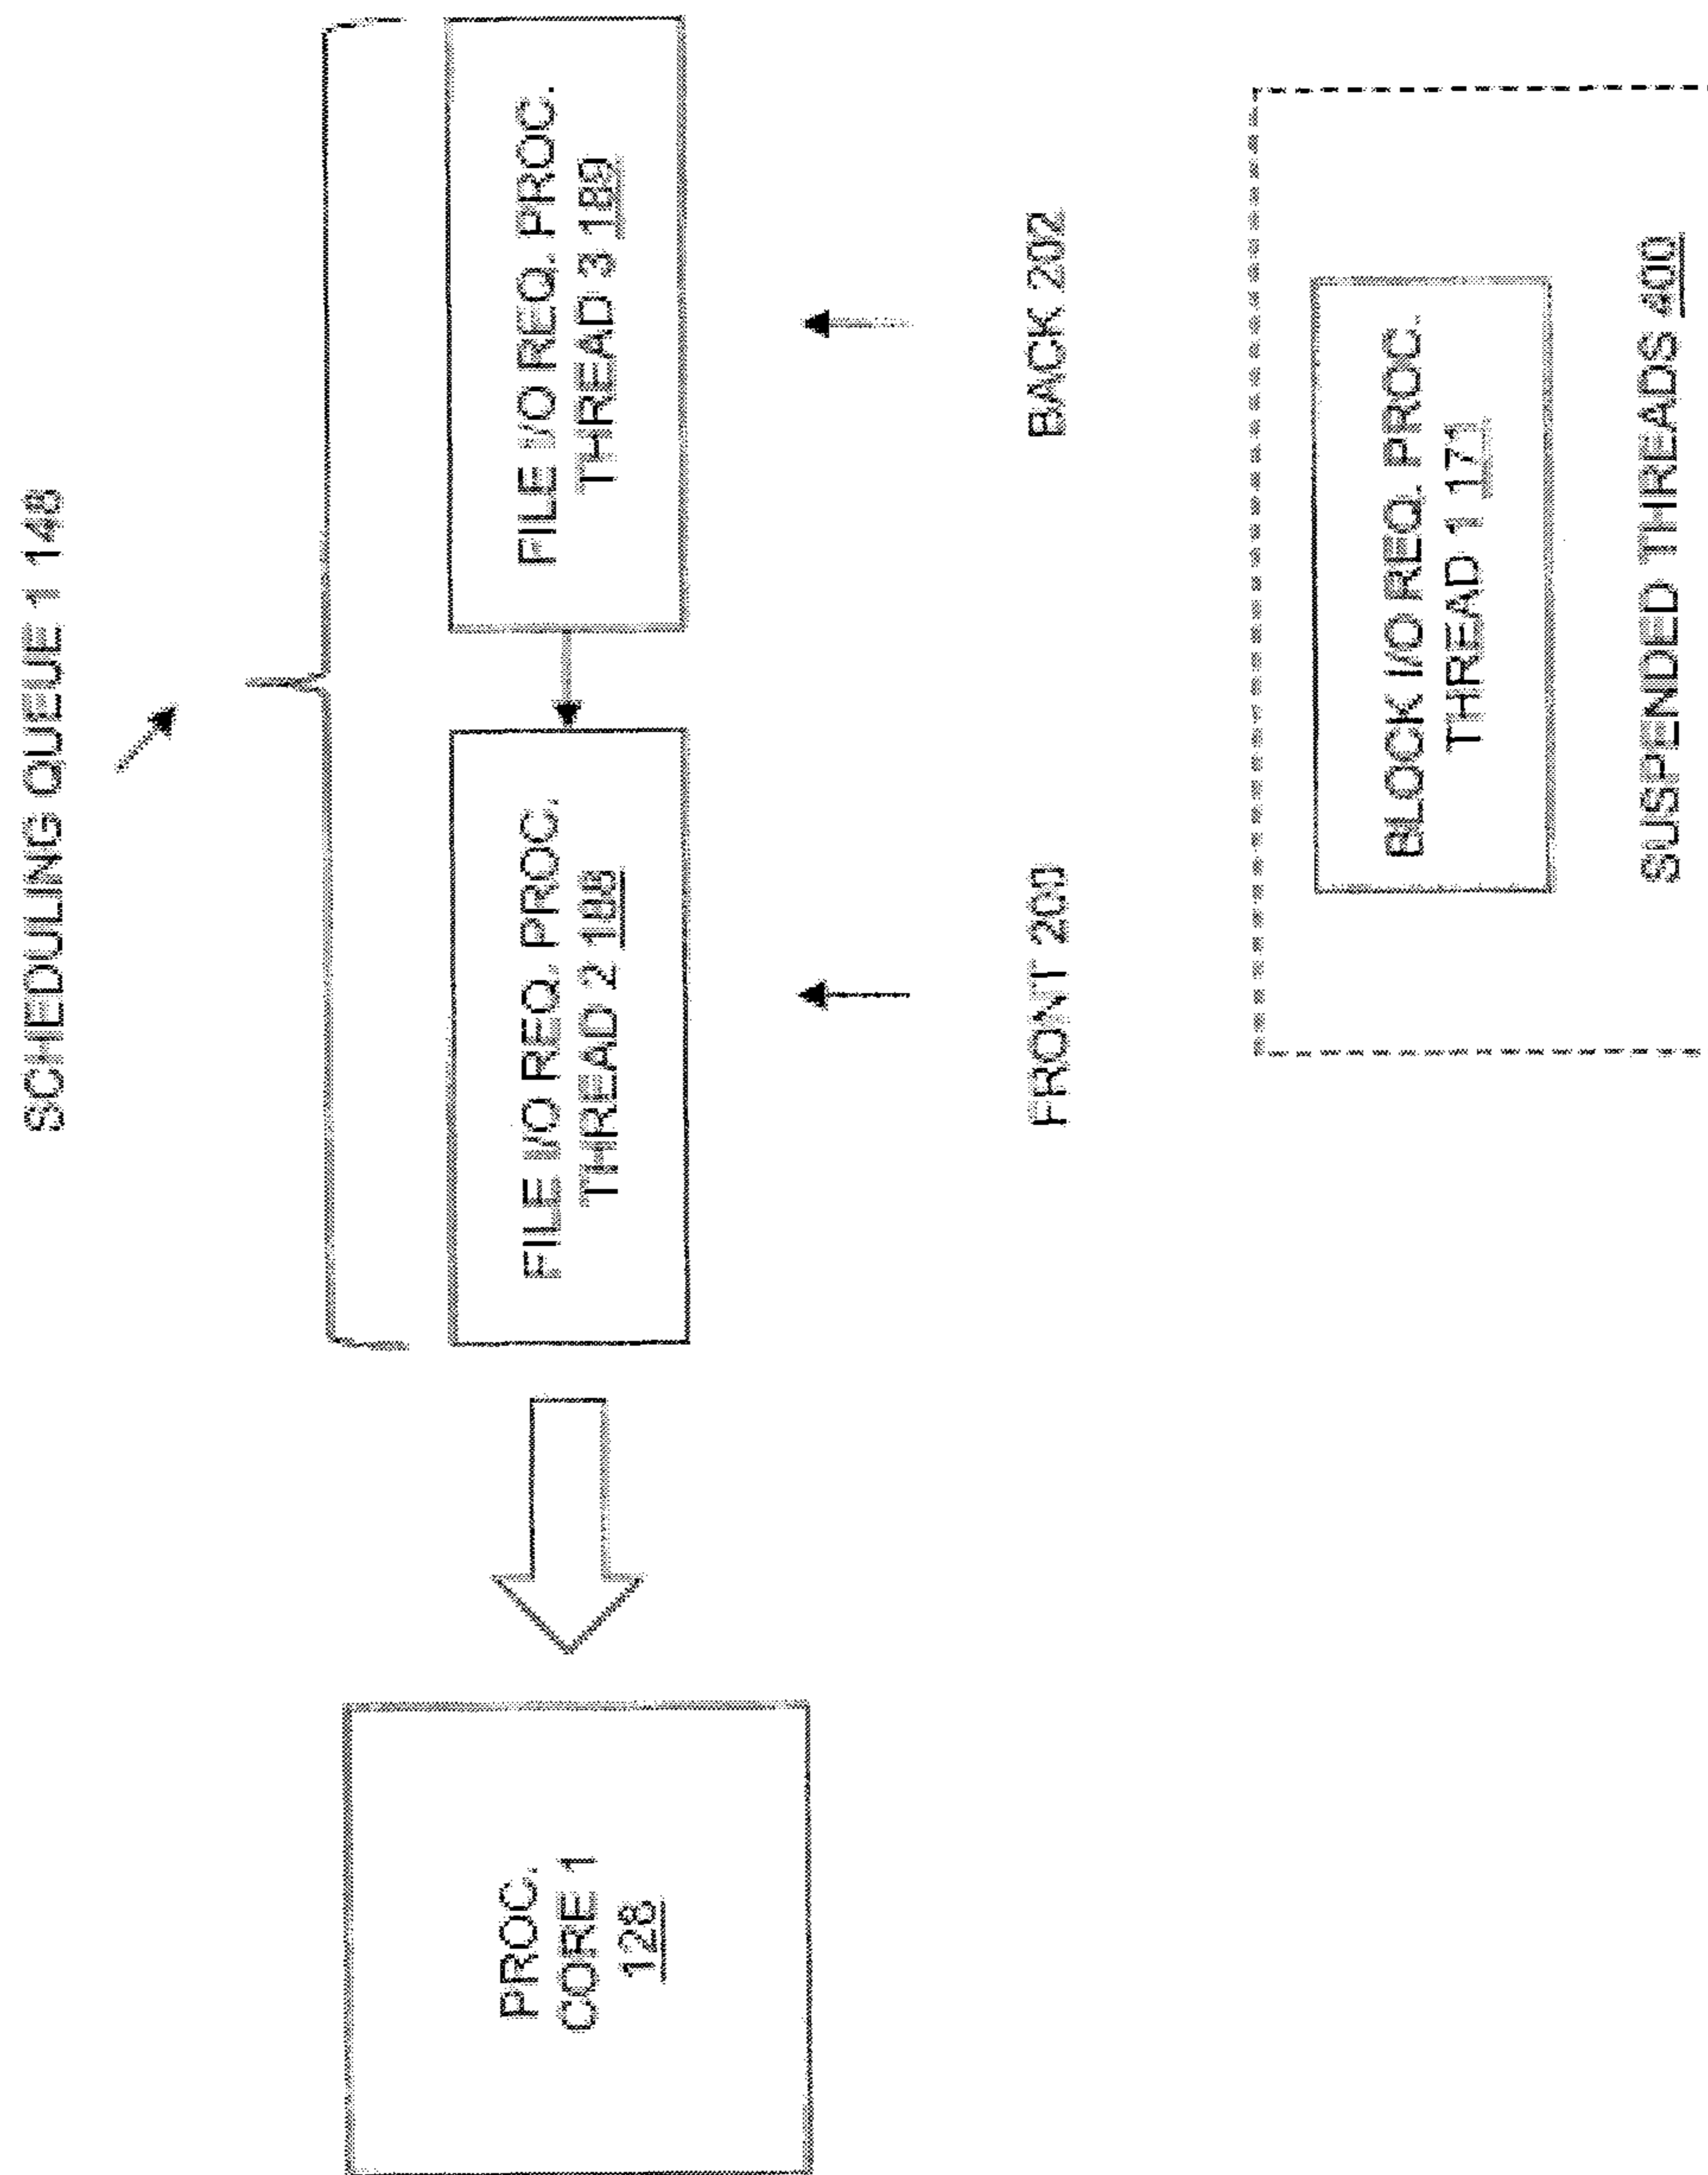 SCHEDULING QUEUE 1 148
PROC.
CORE 1
128
FILE I/O REQ. PROC.
THREAD 2 188
FILE I/O REQ. PROC.
THREAD 3 189
FRONT 200
BACK 202
BLOCK I/O REQ. PROC.
THREAD 1 171
SUSPENDED THREADS 400